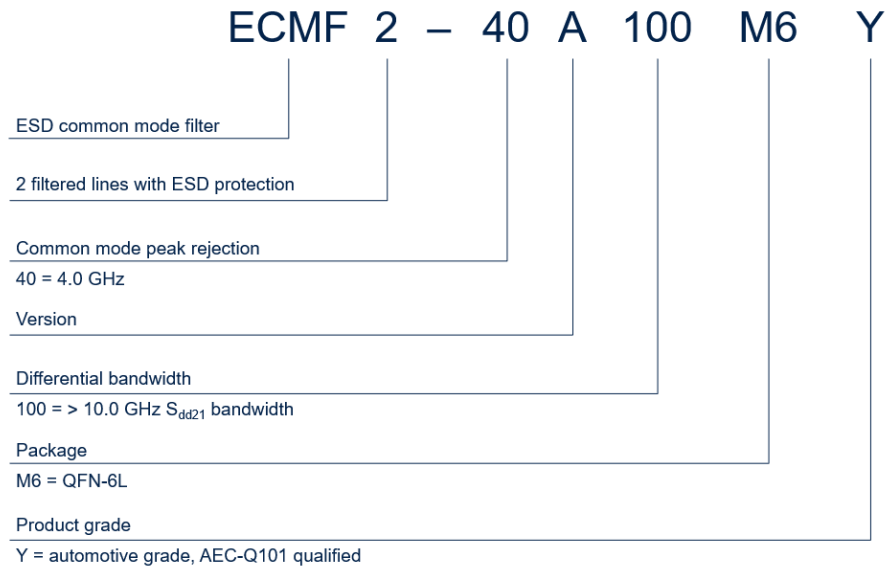 ECMF 2 – 40 A 100 M6 Y
ESD common mode filter
2 filtered lines with ESD protection
Common mode peak rejection
40 = 4.0 GHz
Version
Differential bandwidth
100 = > 10.0 GHz Sdd21 bandwidth
Package
M6 = QFN-6L
Product grade
Y = automotive grade, AEC-Q101 qualified